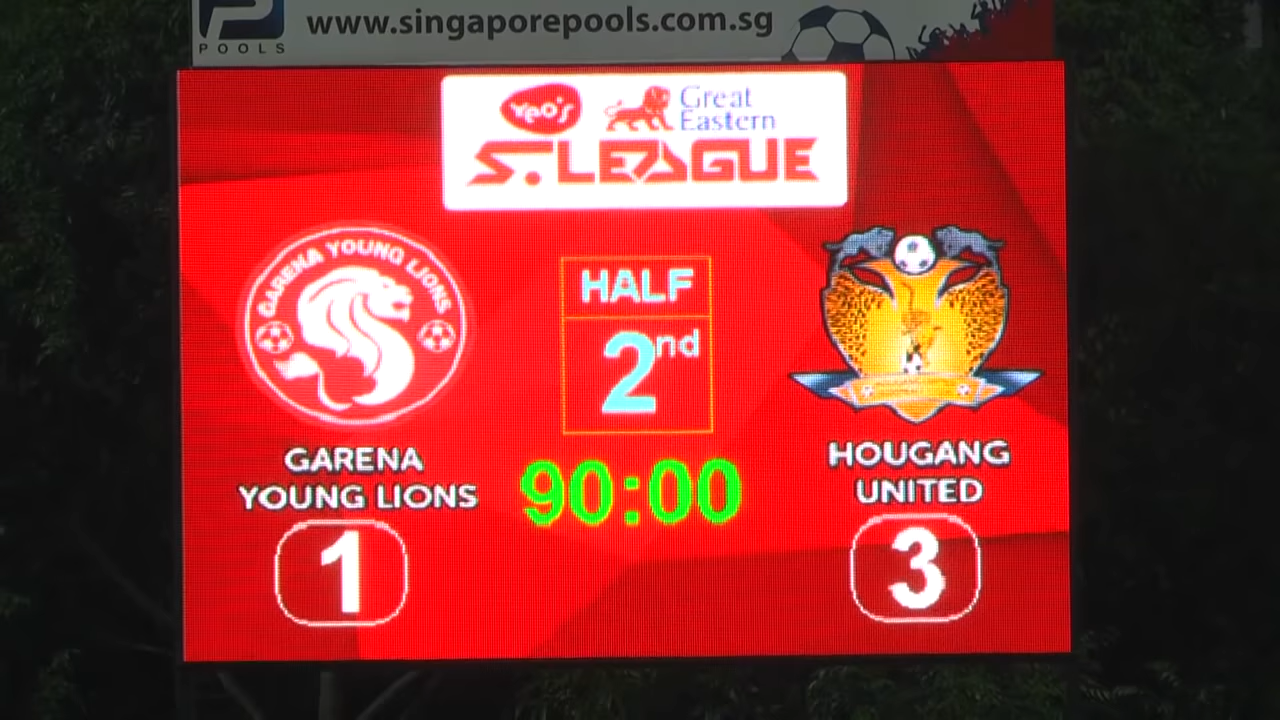 POOLS
www.singaporepools.com.sg
Yeo's
Great
Eastern
S.LEAGUE
GARENA YOUNG LIONS
HALF
2nd
GARENA
YOUNG LIONS
90:00
HOUGANG
UNITED
1
3